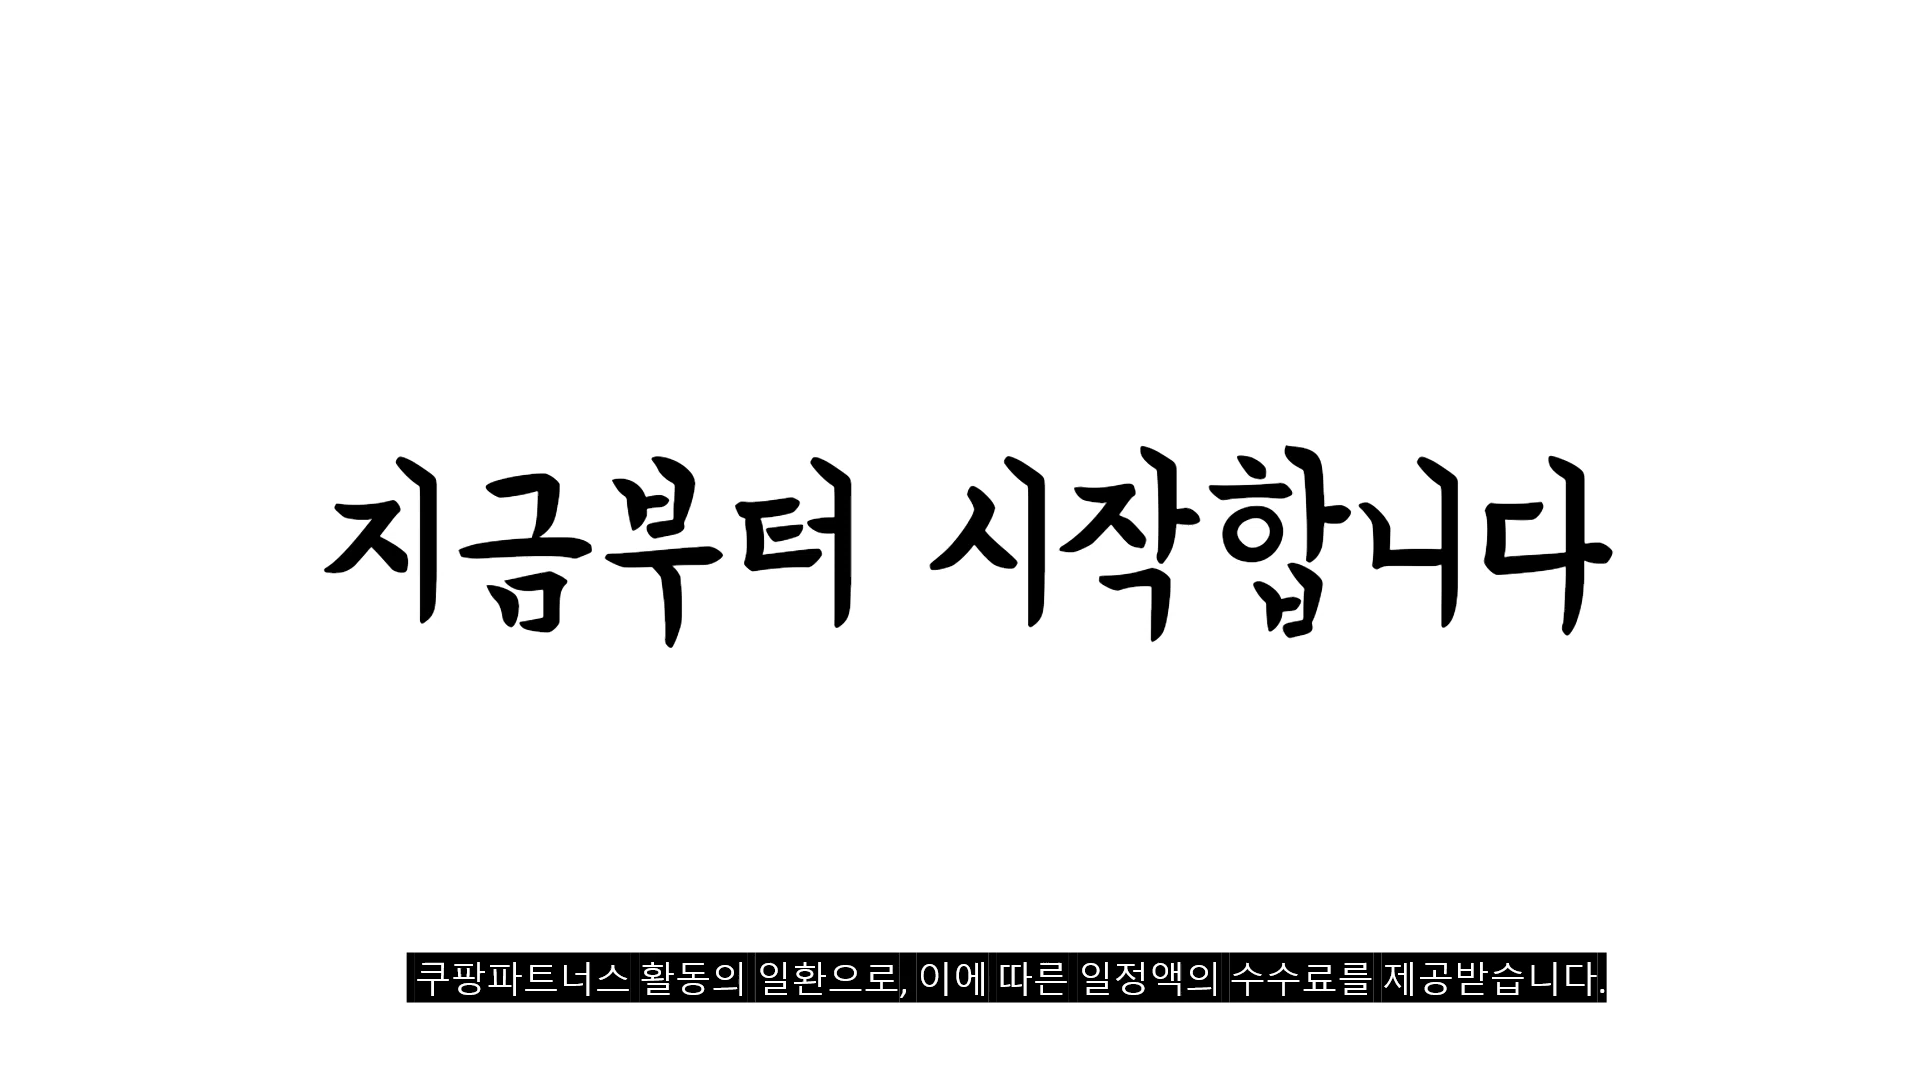 지금부터 시작합니다
쿠팡파트너스 활동의 일환으로, 이에 따른 일정액의 수수료를 제공받습니다.